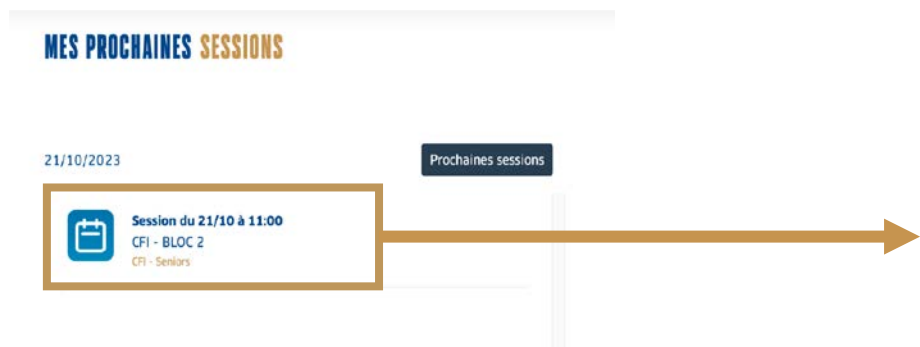 MES PROCHAINES SESSIONS
21/10/2023
Prochaines sessions
Session du 21/10 à 11:00
CFI - BLOC 2
CFI - Seniors